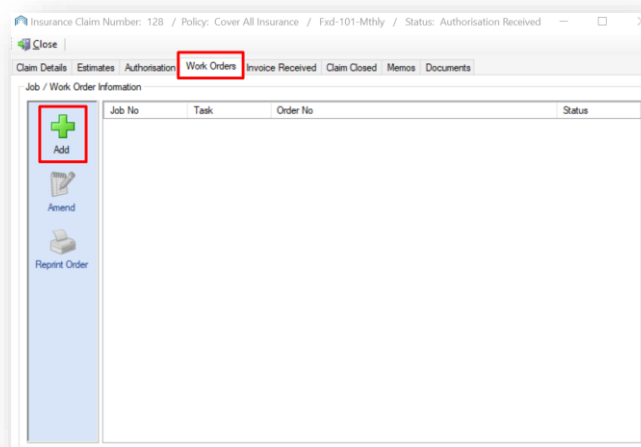 Insurance Claim Number: 128 / Policy: Cover All Insurance / Fxd-101-Mthly / Status: Authorisation Received
Close
Claim Details Estimates Authorisation Work Orders Invoice Received Claim Closed Memos Documents
Job / Work Order Information
Job No Task Order No Status
Add
Amend
Reprint Order